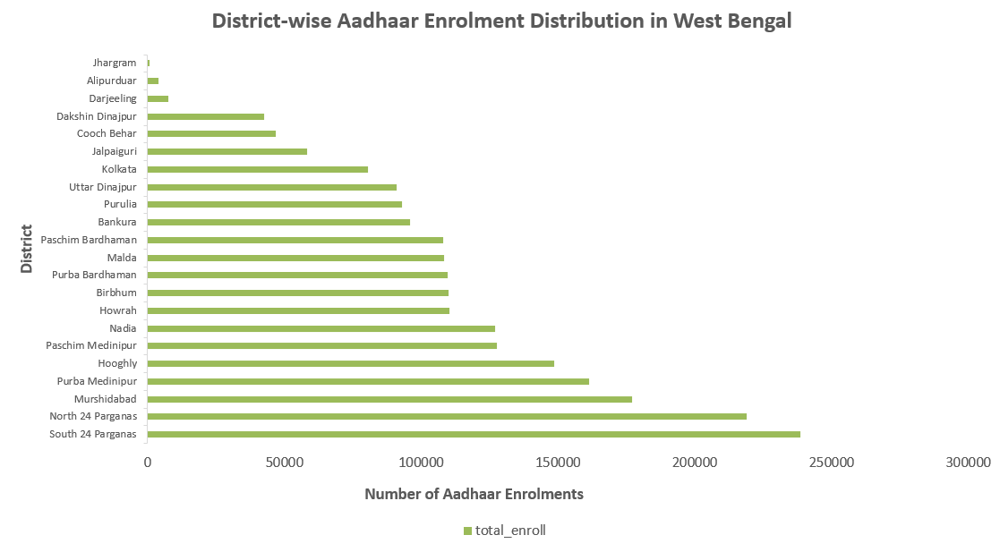 District-wise Aadhaar Enrolment Distribution in West Bengal
District
Jhargram
Alipurduar
Darjeeling
Dakshin Dinajpur
Cooch Behar
Jalpaiguri
Kolkata
Uttar Dinajpur
Purulia
Bankura
Paschim Bardhaman
Malda
Purba Bardhaman
Birbhum
Howrah
Nadia
Paschim Medinipur
Hooghly
Purba Medinipur
Murshidabad
North 24 Parganas
South 24 Parganas
0 50000 100000 150000 200000 250000 300000
Number of Aadhaar Enrolments
total_enroll